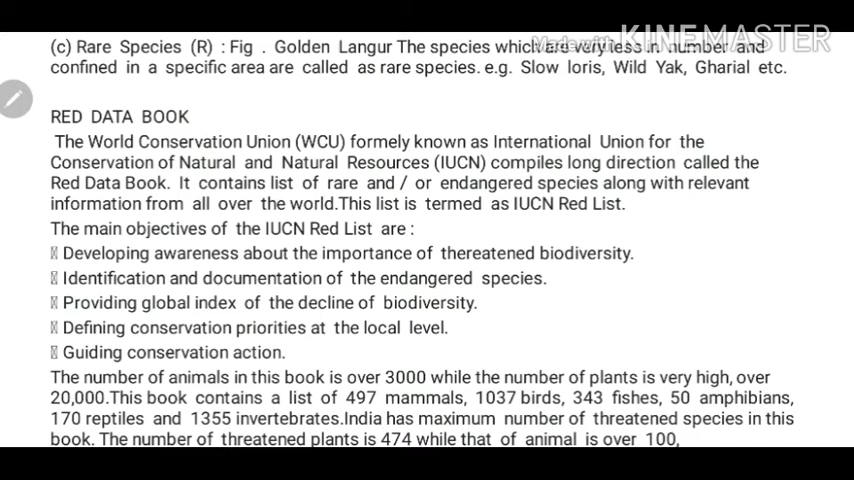 Made with KINEMASTER
(c) Rare Species (R) : Fig . Golden Langur The species which are very less in number and
confined in a specific area are called as rare species. e.g. Slow loris, Wild Yak, Gharial etc.
RED DATA BOOK
The World Conservation Union (WCU) formely known as International Union for the
Conservation of Natural and Natural Resources (IUCN) compiles long direction called the
Red Data Book. It contains list of rare and / or endangered species along with relevant
information from all over the world.This list is termed as IUCN Red List.
The main objectives of the IUCN Red List are :
Developing awareness about the importance of thereatened biodiversity.
Identification and documentation of the endangered species.
Providing global index of the decline of biodiversity.
Defining conservation priorities at the local level.
Guiding conservation action.
The number of animals in this book is over 3000 while the number of plants is very high, over
20,000.This book contains a list of 497 mammals, 1037 birds, 343 fishes, 50 amphibians,
170 reptiles and 1355 invertebrates.India has maximum number of threatened species in this
book. The number of threatened plants is 474 while that of animal is over 100,